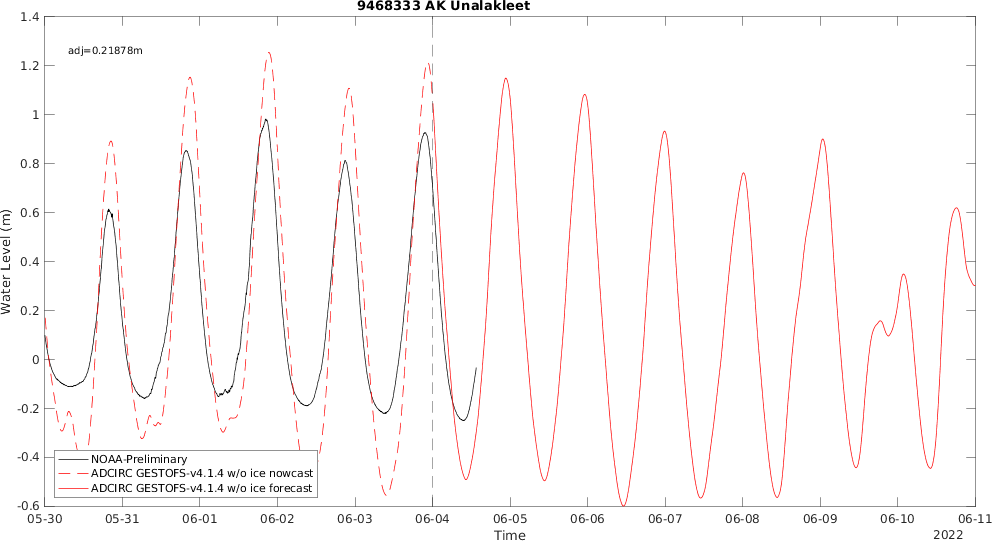 9468333 AK Unalakleet
adj=0.21878m
Water Level (m)
1.4
1.2
1
0.8
0.6
0.4
0.2
0
-0.2
-0.4
-0.6
NOAA-Preliminary
ADCIRC GESTOFS-v4.1.4 w/o ice nowcast
ADCIRC GESTOFS-v4.1.4 w/o ice forecast
05-30 05-31 06-01 06-02 06-03 06-04 06-05 06-06 06-07 06-08 06-09 06-10 06-11
Time
2022